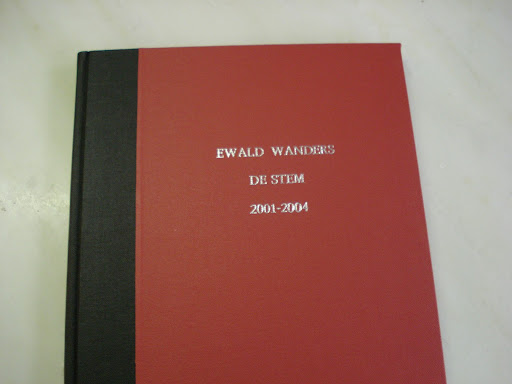 EWALD WANDERS
DE STEM
2001-2004